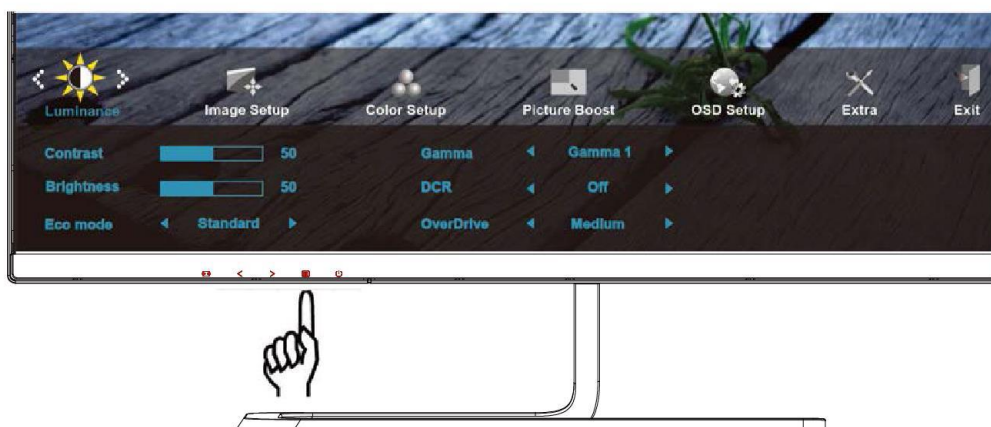 Luminance Image Setup Color Setup Picture Boost OSD Setup Extra Exit
Contrast 50 Gamma Gamma 1
Brightness 50 DCR Off
Eco mode Standard OverDrive Medium